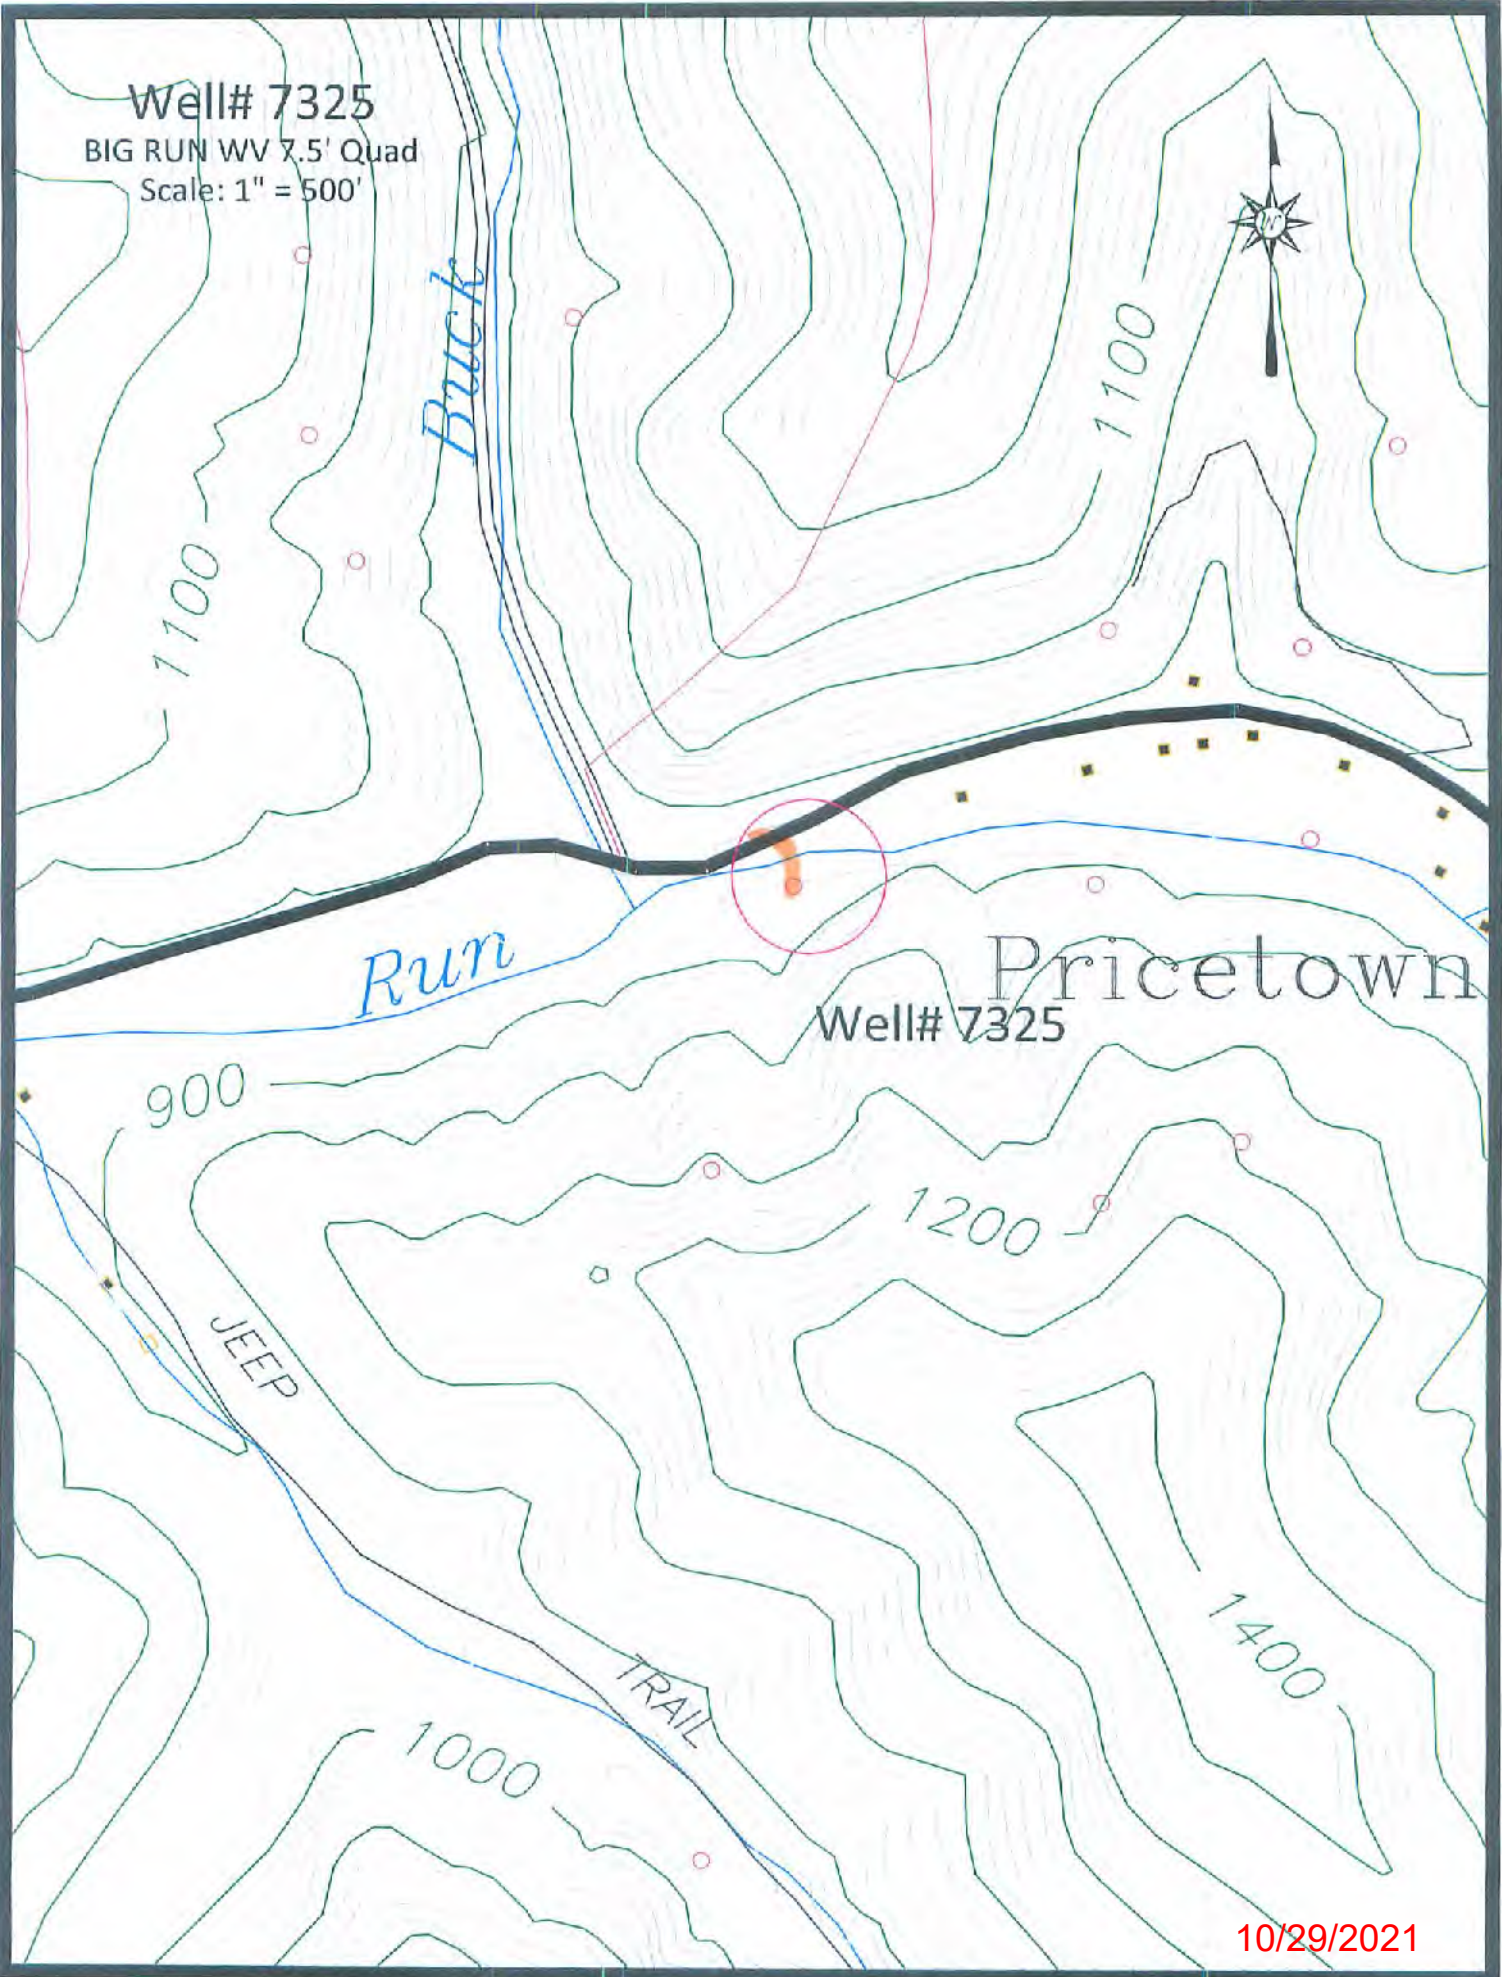 Well# 7325
BIG RUN WV 7.5' Quad
Scale: 1" = 500'
W
Buck
1100
1100
Run
Pricetown
Well# 7325
900
1200
JEEP
1400
TRAIL
1000
10/29/2021